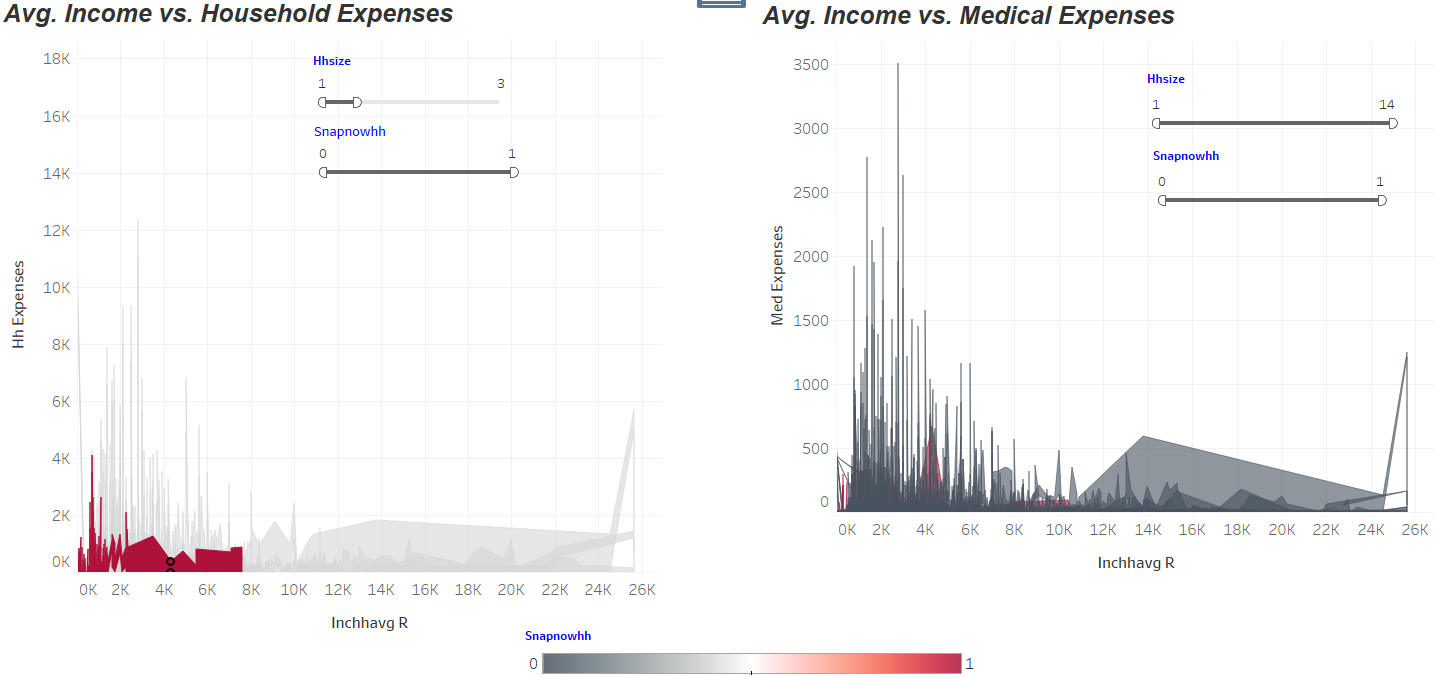 Avg. Income vs. Household Expenses
18K
16K
14K
12K
10K
8K
6K
4K
2K
0K
Hh Expenses
Hhsize
1 3
Snapnowhh
0 1
0K 2K 4K 6K 8K 10K 12K 14K 16K 18K 20K 22K 24K 26K
Inchhavg R
Avg. Income vs. Medical Expenses
3500
3000
2500
2000
1500
1000
500
0
Med Expenses
Hhsize
1 14
Snapnowhh
0 1
0K 2K 4K 6K 8K 10K 12K 14K 16K 18K 20K 22K 24K 26K
Inchhavg R
Snapnowhh
0 1